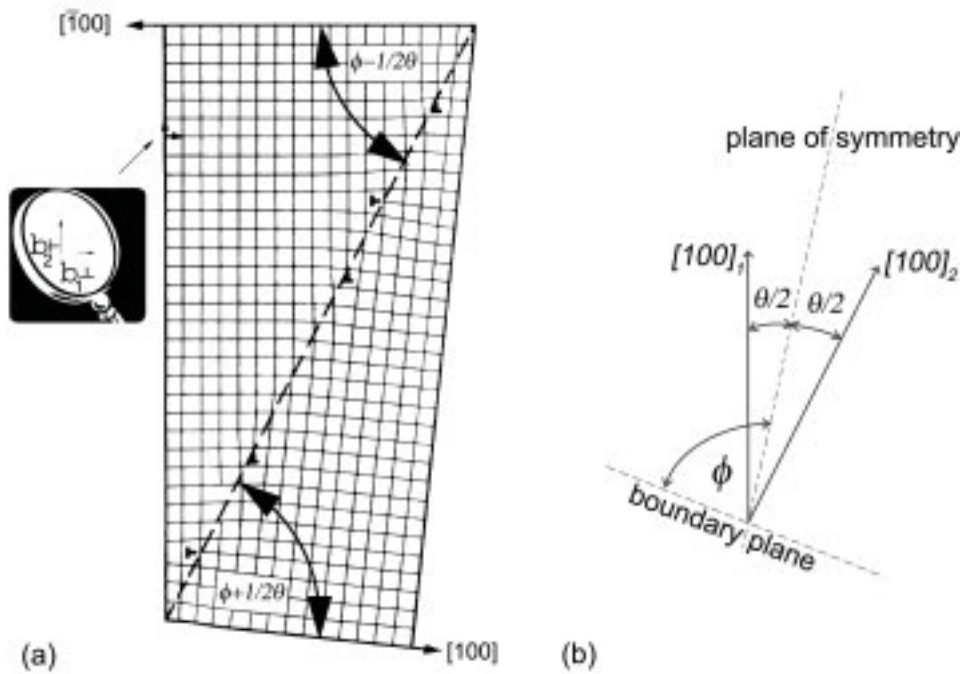 [1̄00]
ϕ−1/2θ
b₂
b₁
ϕ+1/2θ
[100]
(a)
plane of symmetry
[100]₁
[100]₂
θ/2 θ/2
ϕ
boundary plane
(b)